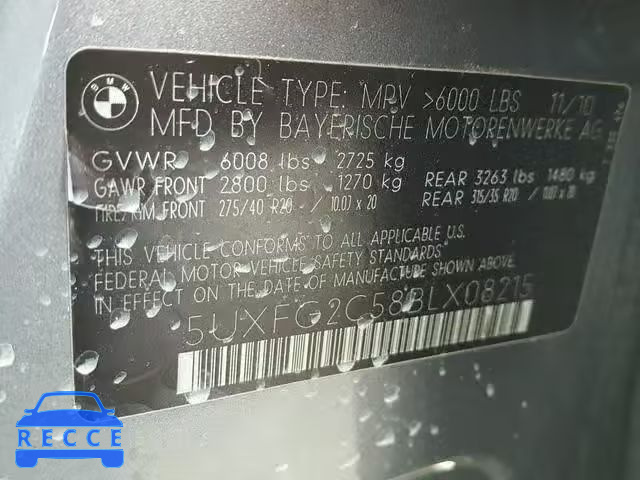 BMW
VEHICLE TYPE: MPV >6000 LBS 11/10
MFD BY BAYERISCHE MOTORENWERKE AG
GVWR 6008 lbs 2725 kg
GAWR FRONT 2800 lbs 1270 kg REAR 3263 lbs 1480 kg
TIRE/RIM FRONT 275/40 R20 / 10.0J x 20 REAR 315/35 R20 / 10.0J x 20
THIS VEHICLE CONFORMS TO ALL APPLICABLE U.S.
FEDERAL MOTOR VEHICLE SAFETY STANDARDS
IN EFFECT ON THE DATE OF MANUFACTURE SHOWN ABOVE.
5UXFG2C58BLX08215
RECCE